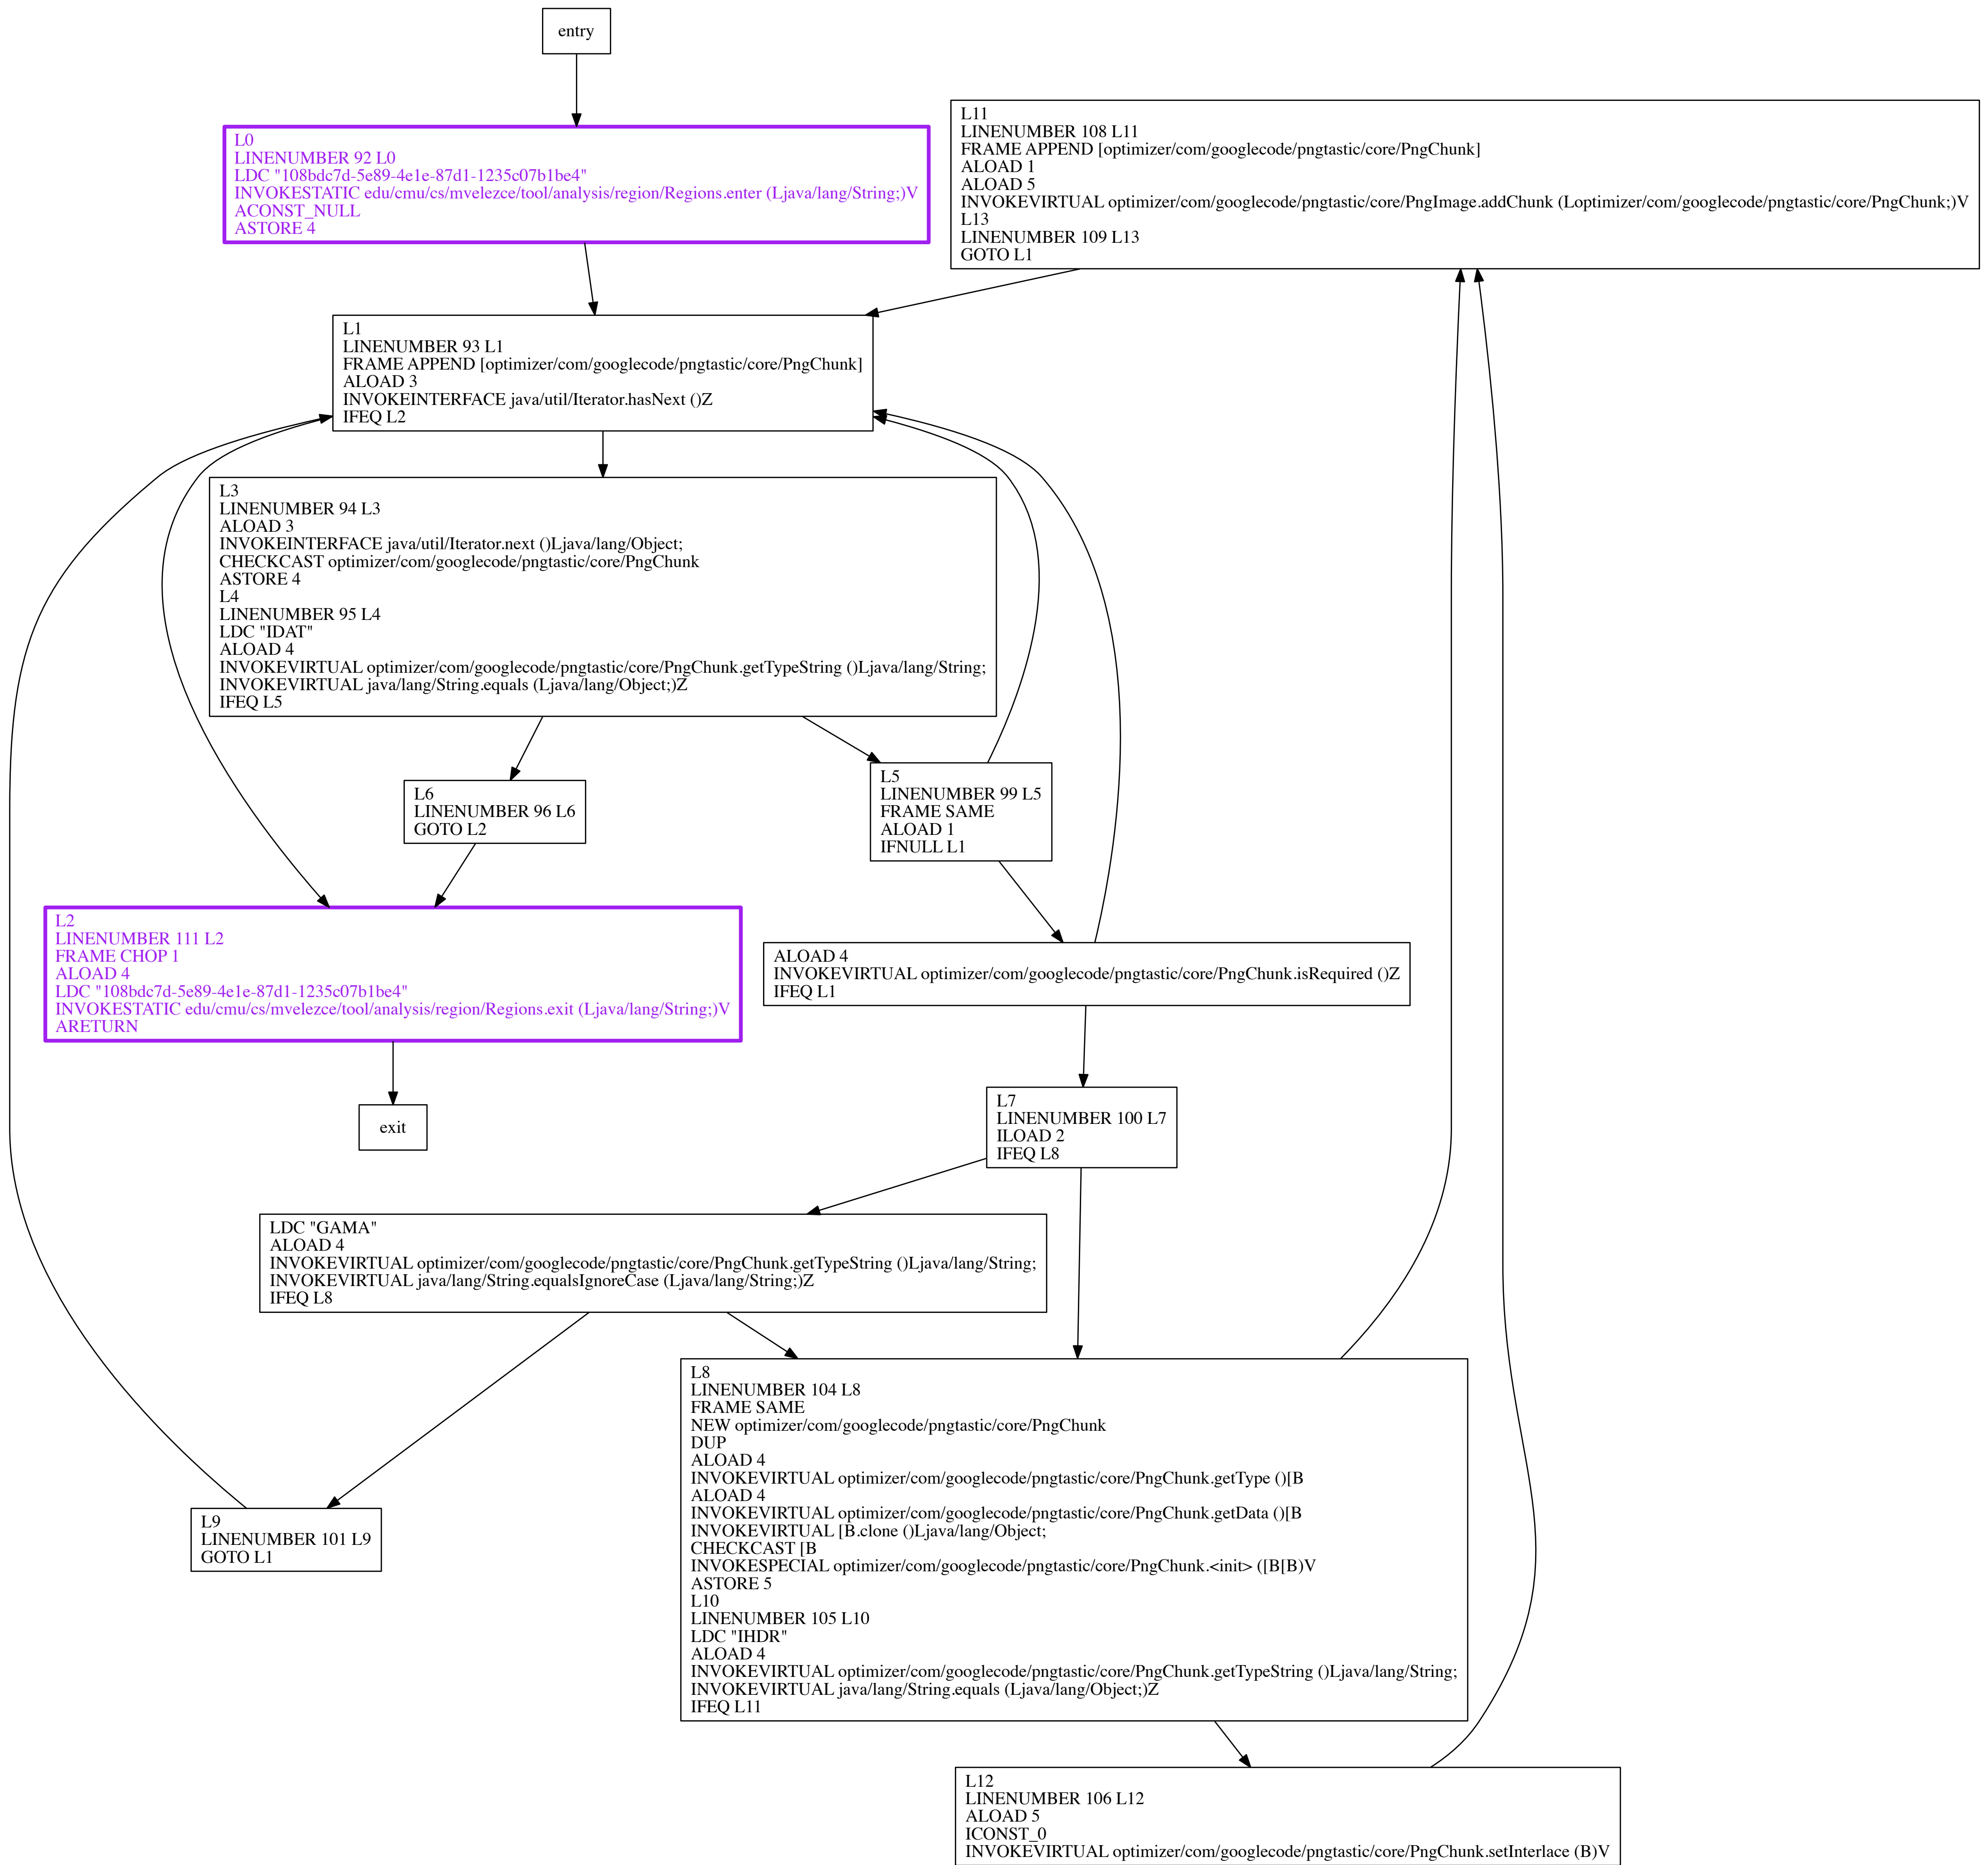 entry
L0
LINENUMBER 92 L0
LDC "108bdc7d-5e89-4e1e-87d1-1235c07b1be4"
INVOKESTATIC edu/cmu/cs/mvelezce/tool/analysis/region/Regions.enter (Ljava/lang/String;)V
ACONST_NULL
ASTORE 4
L11
LINENUMBER 108 L11
FRAME APPEND [optimizer/com/googlecode/pngtastic/core/PngChunk]
ALOAD 1
ALOAD 5
INVOKEVIRTUAL optimizer/com/googlecode/pngtastic/core/PngImage.addChunk (Loptimizer/com/googlecode/pngtastic/core/PngChunk;)V
L13
LINENUMBER 109 L13
GOTO L1
L1
LINENUMBER 93 L1
FRAME APPEND [optimizer/com/googlecode/pngtastic/core/PngChunk]
ALOAD 3
INVOKEINTERFACE java/util/Iterator.hasNext ()Z
IFEQ L2
L3
LINENUMBER 94 L3
ALOAD 3
INVOKEINTERFACE java/util/Iterator.next ()Ljava/lang/Object;
CHECKCAST optimizer/com/googlecode/pngtastic/core/PngChunk
ASTORE 4
L4
LINENUMBER 95 L4
LDC "IDAT"
ALOAD 4
INVOKEVIRTUAL optimizer/com/googlecode/pngtastic/core/PngChunk.getTypeString ()Ljava/lang/String;
INVOKEVIRTUAL java/lang/String.equals (Ljava/lang/Object;)Z
IFEQ L5
L6
LINENUMBER 96 L6
GOTO L2
L5
LINENUMBER 99 L5
FRAME SAME
ALOAD 1
IFNULL L1
L2
LINENUMBER 111 L2
FRAME CHOP 1
ALOAD 4
LDC "108bdc7d-5e89-4e1e-87d1-1235c07b1be4"
INVOKESTATIC edu/cmu/cs/mvelezce/tool/analysis/region/Regions.exit (Ljava/lang/String;)V
ARETURN
ALOAD 4
INVOKEVIRTUAL optimizer/com/googlecode/pngtastic/core/PngChunk.isRequired ()Z
IFEQ L1
exit
L7
LINENUMBER 100 L7
ILOAD 2
IFEQ L8
LDC "GAMA"
ALOAD 4
INVOKEVIRTUAL optimizer/com/googlecode/pngtastic/core/PngChunk.getTypeString ()Ljava/lang/String;
INVOKEVIRTUAL java/lang/String.equalsIgnoreCase (Ljava/lang/String;)Z
IFEQ L8
L8
LINENUMBER 104 L8
FRAME SAME
NEW optimizer/com/googlecode/pngtastic/core/PngChunk
DUP
ALOAD 4
INVOKEVIRTUAL optimizer/com/googlecode/pngtastic/core/PngChunk.getType ()[B
ALOAD 4
INVOKEVIRTUAL optimizer/com/googlecode/pngtastic/core/PngChunk.getData ()[B
INVOKEVIRTUAL [B.clone ()Ljava/lang/Object;
CHECKCAST [B
INVOKESPECIAL optimizer/com/googlecode/pngtastic/core/PngChunk.<init> ([B[B)V
ASTORE 5
L10
LINENUMBER 105 L10
LDC "IHDR"
ALOAD 4
INVOKEVIRTUAL optimizer/com/googlecode/pngtastic/core/PngChunk.getTypeString ()Ljava/lang/String;
INVOKEVIRTUAL java/lang/String.equals (Ljava/lang/Object;)Z
IFEQ L11
L9
LINENUMBER 101 L9
GOTO L1
L12
LINENUMBER 106 L12
ALOAD 5
ICONST_0
INVOKEVIRTUAL optimizer/com/googlecode/pngtastic/core/PngChunk.setInterlace (B)V